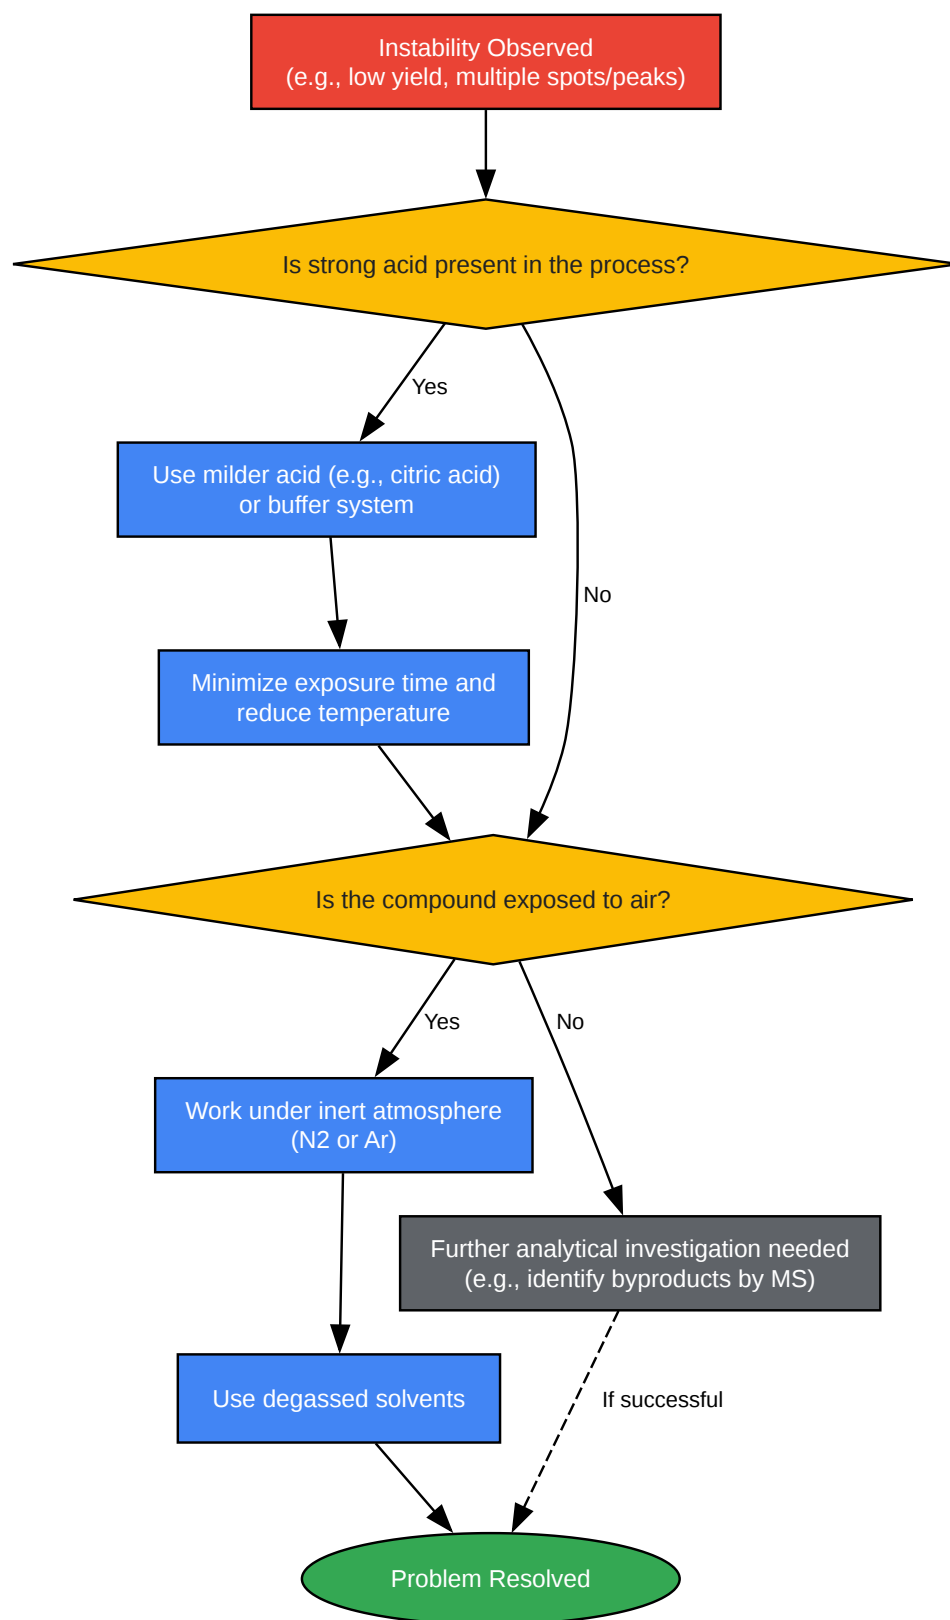 Instability Observed
(e.g., low yield, multiple spots/peaks)
Is strong acid present in the process?
Yes
Use milder acid (e.g., citric acid)
or buffer system
No
Minimize exposure time and
reduce temperature
Is the compound exposed to air?
Yes
No
Work under inert atmosphere
(N2 or Ar)
Further analytical investigation needed
(e.g., identify byproducts by MS)
Use degassed solvents
If successful
Problem Resolved